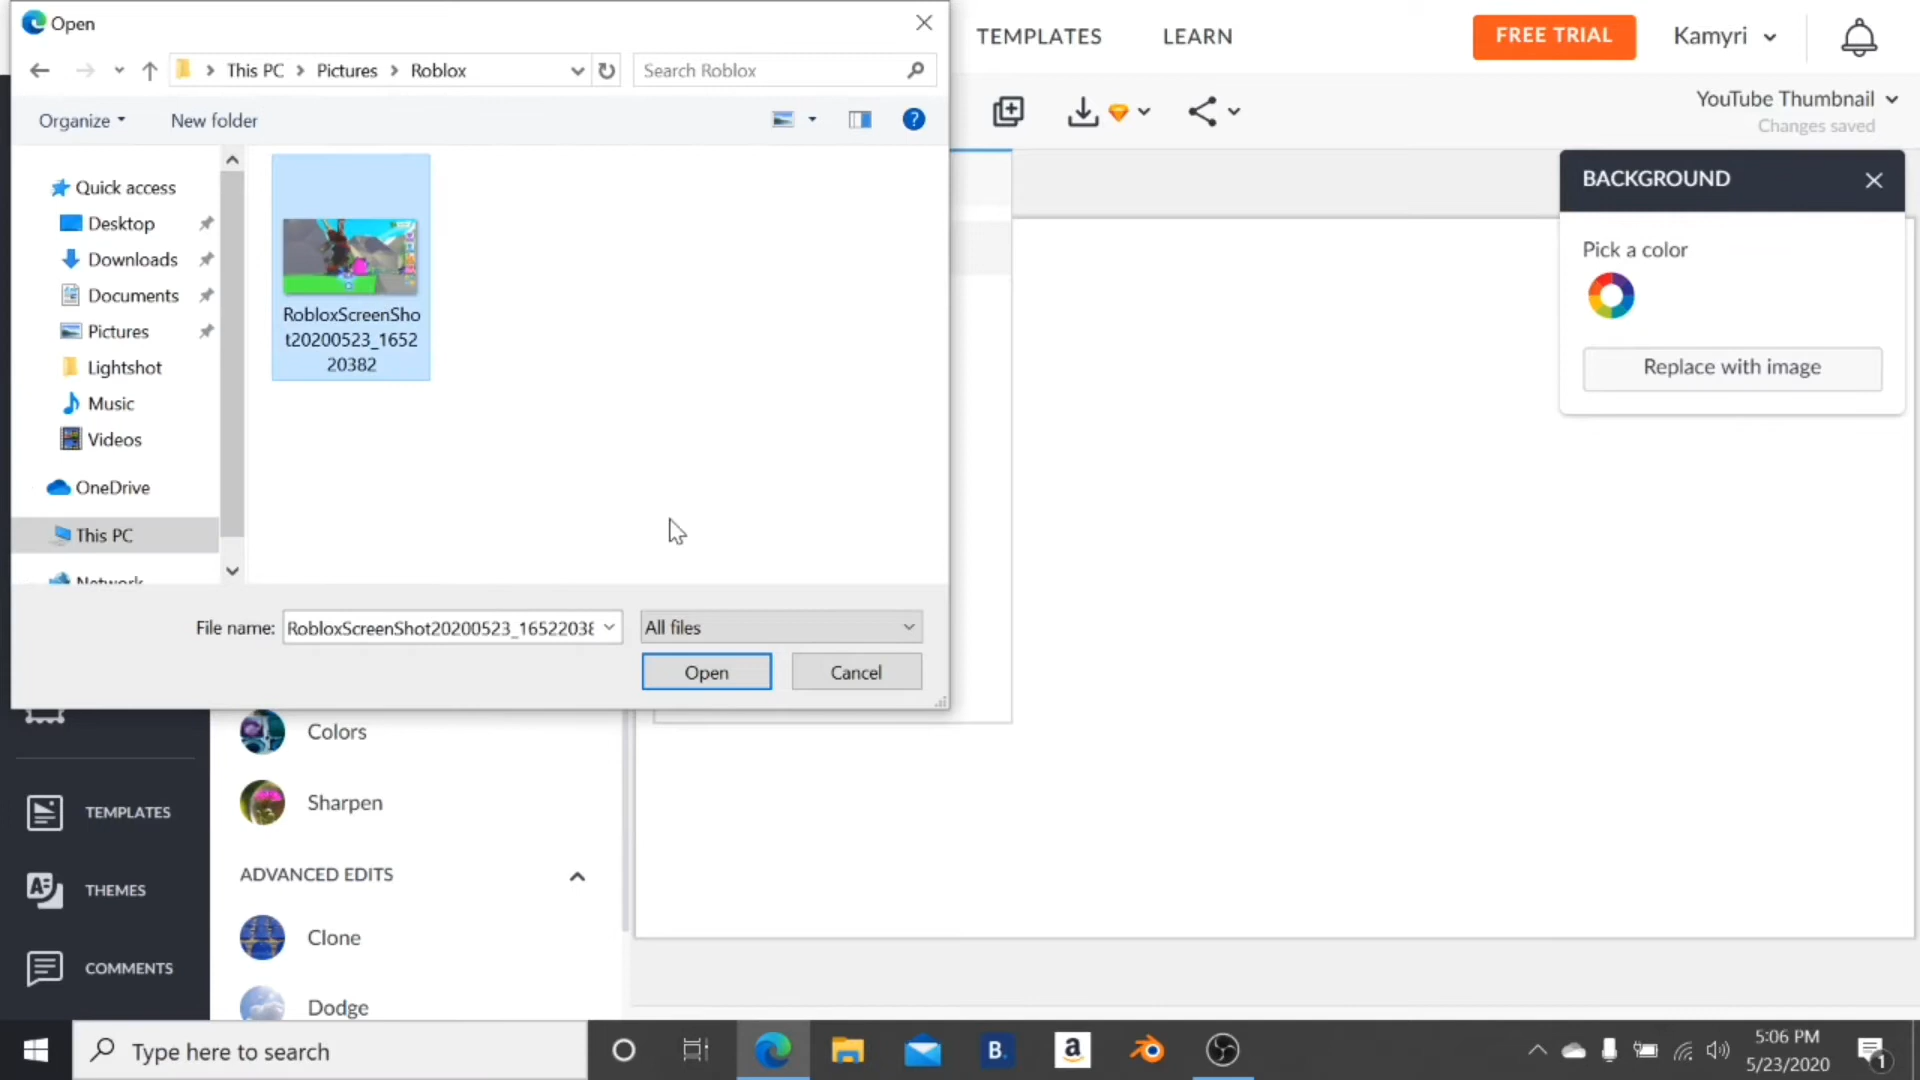 Open
TEMPLATES
LEARN
FREE TRIAL
Kamyri
This PC
Pictures
Roblox
Search Roblox
Organize
New folder
?
YouTube Thumbnail
Changes saved
BACKGROUND
Pick a color
Replace with image
Quick access
Desktop
Downloads
Documents
Pictures
Lightshot
Music
Videos
OneDrive
This PC
Network
RobloxScreenSho
t20200523_1652
20382
File name:
RobloxScreenShot20200523_16522038
All files
Open
Cancel
Colors
Sharpen
ADVANCED EDITS
Clone
Dodge
TEMPLATES
THEMES
COMMENTS
Type here to search
B.
a
5:06 PM
5/23/2020
1